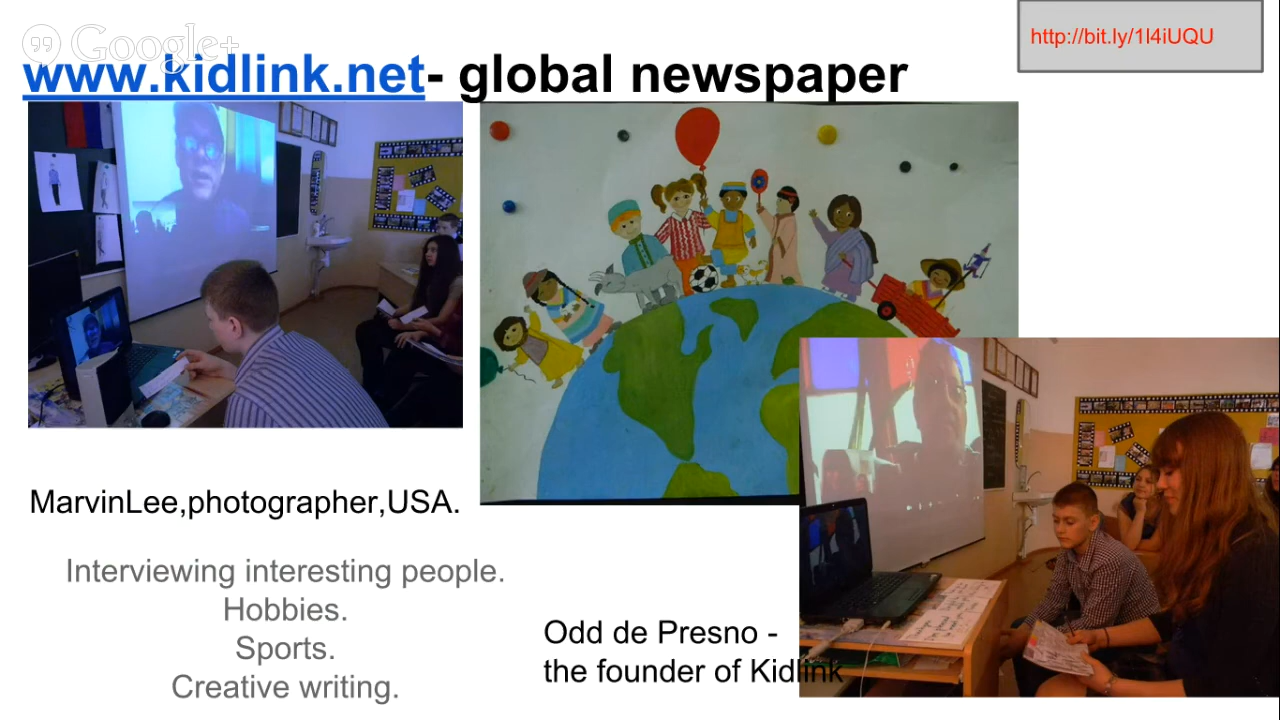 Google+
http://bit.ly/1I4iUQU
www.kidlink.net- global newspaper
MarvinLee,photographer,USA.
Interviewing interesting people.
Hobbies.
Sports.
Creative writing.
Odd de Presno -
the founder of Kidlink